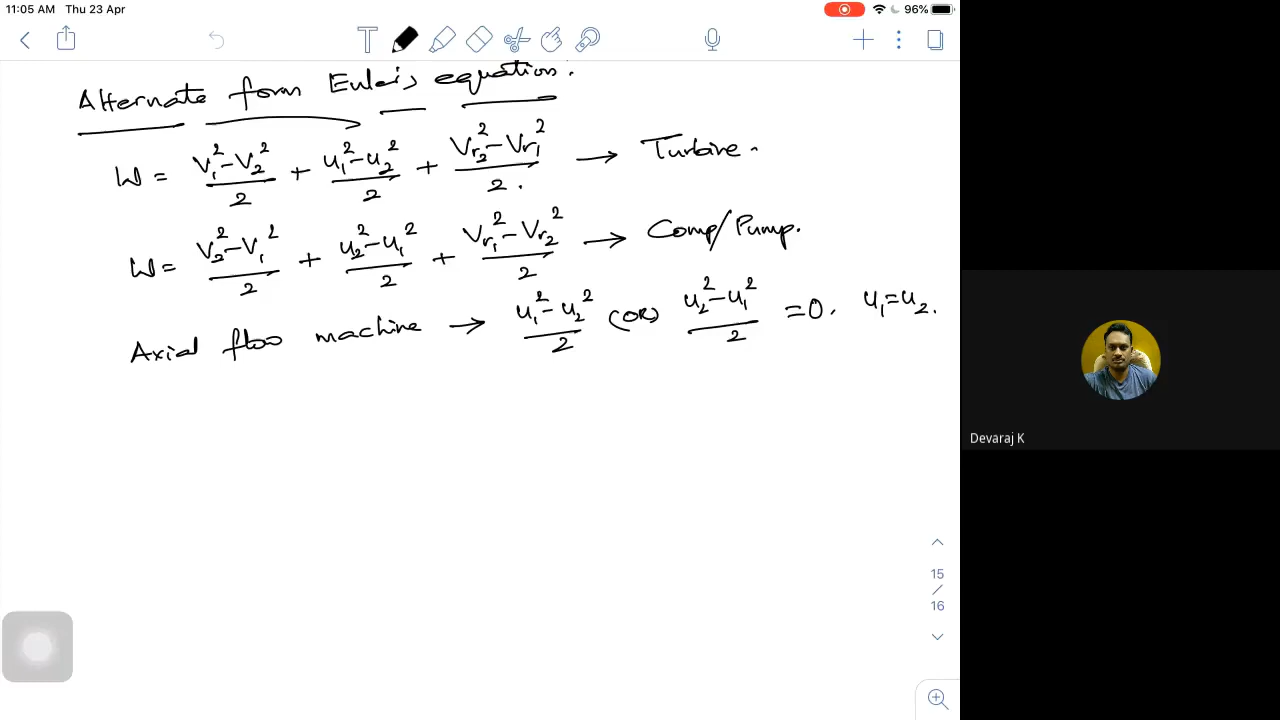 11:05 AM Thu 23 Apr
96%
Alternate form Euler's equation:
W = (V₁² - V₂²)/2 + (u₁² - u₂²)/2 + (Vr₂² - Vr₁²)/2. → Turbine.
W = (V₂² - V₁²)/2 + (u₂² - u₁²)/2 + (Vr₁² - Vr₂²)/2 → Comp/Pump.
Axial flow machine → (u₁² - u₂²)/2 (OR) (u₂² - u₁²)/2 = 0. u₁ = u₂.
Devaraj K
15
/
16